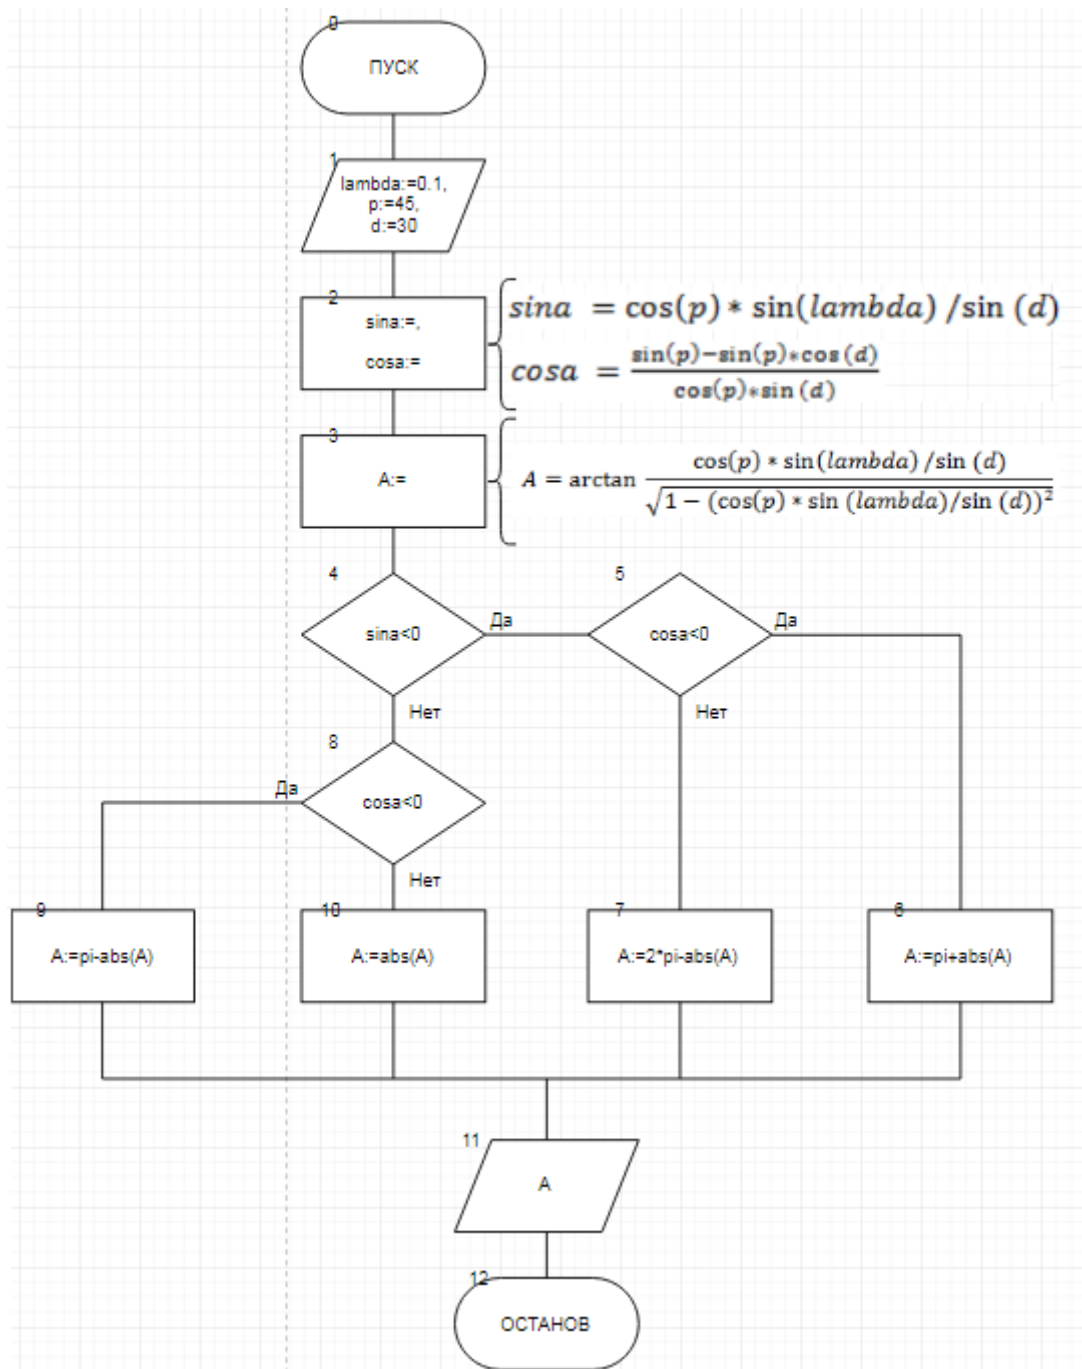 0
ПУСК
1
lambda:=0.1,
p:=45,
d:=30
2
sina:=,
cosa:=
sina = cos(p) * sin(lambda) /sin (d)
cosa = \frac{sin(p)−sin(p)*cos (d)}{cos(p)*sin (d)}
3
A:=
A = arctan \frac{cos(p) * sin(lambda) /sin (d)}{\sqrt{1 − (cos(p) * sin (lambda)/sin (d))^2}}
4
sina<0
Да
Нет
5
cosa<0
Да
Нет
8
cosa<0
Да
Нет
9
A:=pi-abs(A)
10
A:=abs(A)
7
A:=2*pi-abs(A)
6
A:=pi+abs(A)
11
A
12
ОСТАНОВ